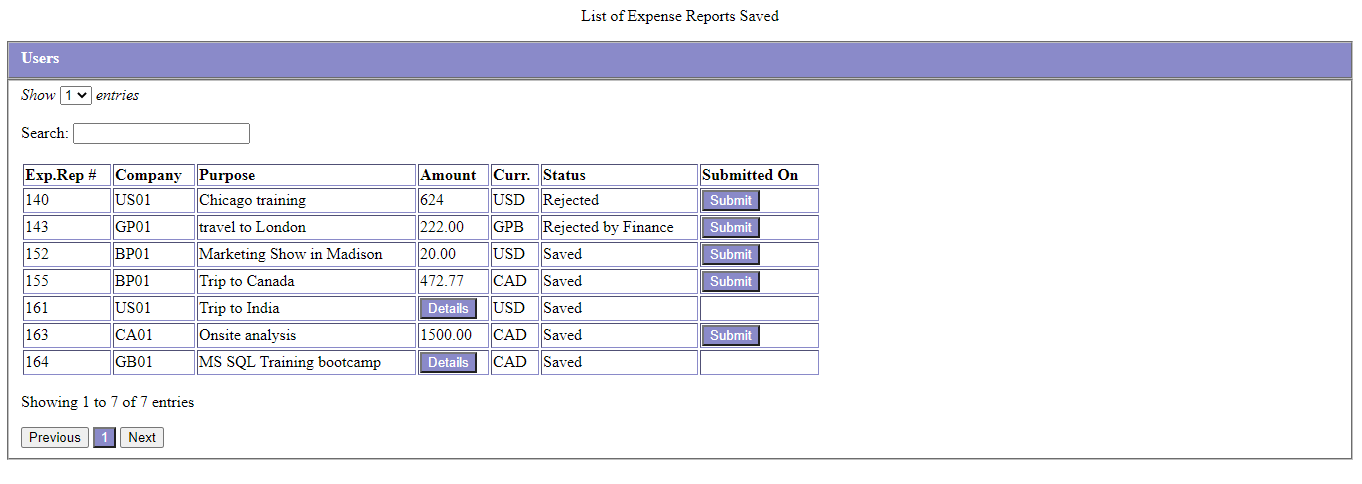 List of Expense Reports Saved
Users
Show 1 entries
Search:
Exp.Rep # Company Purpose Amount Curr. Status Submitted On
140 US01 Chicago training 624 USD Rejected Submit
143 GP01 travel to London 222.00 GPB Rejected by Finance Submit
152 BP01 Marketing Show in Madison 20.00 USD Saved Submit
155 BP01 Trip to Canada 472.77 CAD Saved Submit
161 US01 Trip to India Details USD Saved
163 CA01 Onsite analysis 1500.00 CAD Saved Submit
164 GB01 MS SQL Training bootcamp Details CAD Saved
Showing 1 to 7 of 7 entries
Previous 1 Next